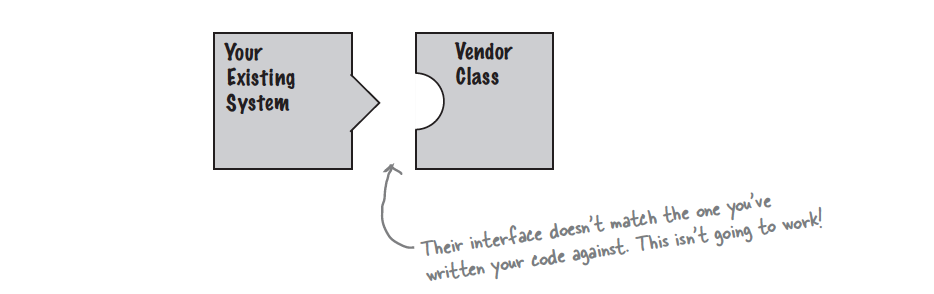 Your
Existing
System
Vendor
Class
Their interface doesn't match the one you've
written your code against. This isn't going to work!